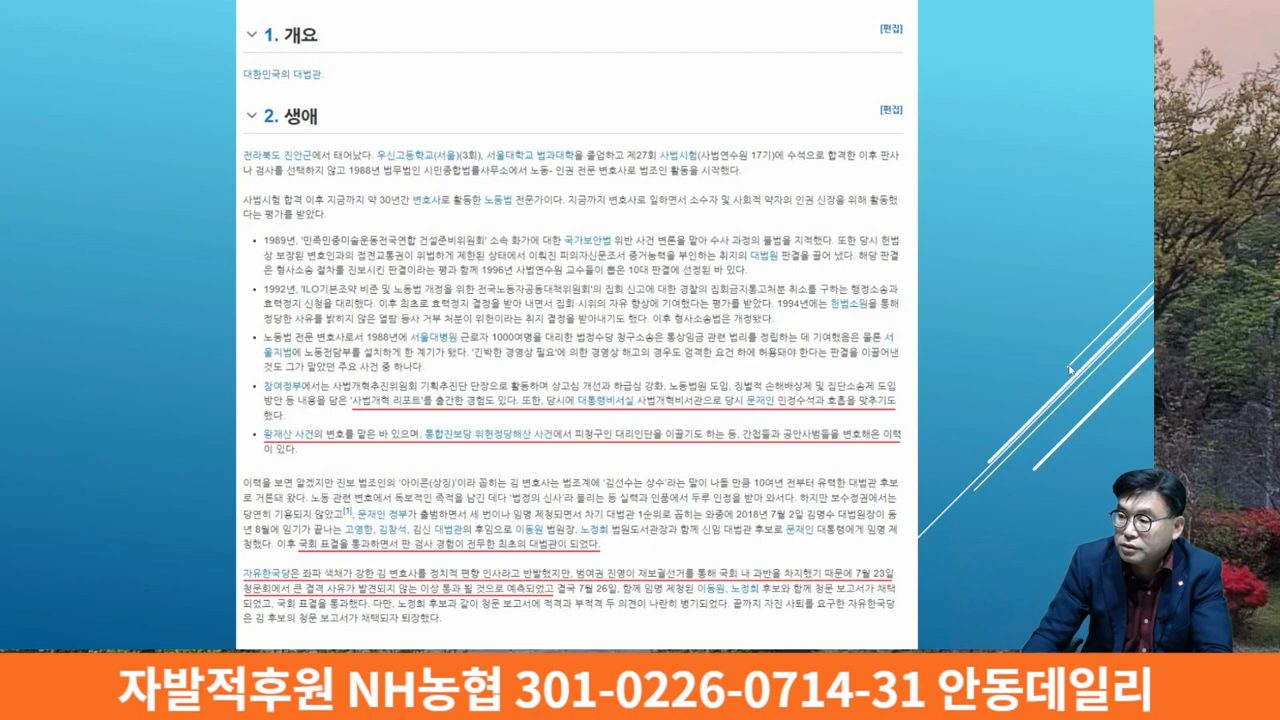 1. 개요
[편집]
대한민국의 대법관.
2. 생애
[편집]
전라북도 진안군에서 태어났다. 우신고등학교(서울)(3회), 서울대학교 법과대학을 졸업하고 제27회 사법시험(사법연수원 17기)에 수석으로 합격한 이후 판사
나 검사를 선택하지 않고 1988년 법무법인 시민종합법률사무소에서 노동- 인권 전문 변호사로 법조인 활동을 시작했다.
사법시험 합격 이후 지금까지 약 30년간 변호사로 활동한 노동법 전문가이다. 지금까지 변호사로 일하면서 소수자 및 사회적 약자의 인권 신장을 위해 활동했
다는 평가를 받았다.
• 1989년, '민족민중미술운동전국연합 건설준비위원회' 소속 화가에 대한 국가보안법 위반 사건 변론을 맡아 수사 과정의 불법을 지적했다. 또한 당시 헌법
상 보장된 변호인과의 접견교통권이 위법하게 제한된 상태에서 이뤄진 피의자신문조서 증거능력을 부인하는 취지의 대법원 판결을 끌어 냈다. 해당 판결
은 형사소송 절차를 진보시킨 판결이라는 평과 함께 1996년 사법연수원 교수들이 뽑은 10대 판결에 선정된 바 있다.
• 1992년, 'ILO기본조약 비준 및 노동법 개정을 위한 전국노동자공동대책위원회'의 집회 신고에 대한 경찰의 집회금지통고처분 취소를 구하는 행정소송과
효력정지 신청을 대리했다. 이후 최초로 효력정지 결정을 받아 내면서 집회·시위의 자유 향상에 기여했다는 평가를 받았다. 1994년에는 헌법소원을 통해
정당한 사유를 밝히지 않은 열람·등사 거부 처분이 위헌이라는 취지 결정을 받아내기도 했다. 이후 형사소송법은 개정됐다.
• 노동법 전문 변호사로서 1988년에 서울대병원 근로자 1000여명을 대리한 법정수당 청구소송은 통상임금 관련 법리를 정립하는 데 기여했음은 물론 서
울지법에 노동전담부를 설치하게 한 계기가 됐다. '긴박한 경영상 필요'에 의한 경영상 해고의 경우도 엄격한 요건 하에 허용돼야 한다는 판결을 이끌어낸
것도 그가 맡았던 주요 사건 중 하나다.
• 참여정부에서는 사법개혁추진위원회 기획추진단 단장으로 활동하며 상고심 개선과 하급심 강화, 노동법원 도입, 징벌적 손해배상제 및 집단소송제 도입
방안 등 내용을 담은 '사법개혁 리포트'를 출간한 경험도 있다. 또한, 당시에 대통령비서실 사법개혁비서관으로 당시 문재인 민정수석과 호흡을 맞추기도
했다.
• 왕재산 사건의 변호를 맡은 바 있으며, 통합진보당 위헌정당해산 사건에서 피청구인 대리인단을 이끌기도 하는 등, 간첩들과 공안사범들을 변호해온 이력
이 있다.
이력을 보면 알겠지만 진보 법조인의 '아이콘(상징)'이라 꼽히는 김 변호사는 법조계에 '김선수는 상수'라는 말이 나돌 만큼 10여년 전부터 유력한 대법관 후보
로 거론돼 왔다. 노동 관련 변호에서 독보적인 족적을 남긴 데다 '법정의 신사'라 불리는 등 실력과 인품에서 두루 인정을 받아 와서다. 하지만 보수정권에서는
당연히 기용되지 않았고[1], 문재인 정부가 출범하면서 세 번이나 임명 제청되면서 차기 대법관 1순위로 꼽히는 와중에 2018년 7월 2일 김명수 대법원장이 동
년 8월에 임기가 끝나는 고영한, 김창석, 김신 대법관의 후임으로 이동원 법원장, 노정희 법원도서관장과 함께 신임 대법관 후보로 문재인 대통령에게 임명 제
청했다. 이후 국회 표결을 통과하면서 판·검사 경험이 전무한 최초의 대법관이 되었다.
자유한국당은 좌파 색채가 강한 김 변호사를 정치적 편향 인사라고 반발했지만, 범여권 진영이 재보궐선거를 통해 국회 내 과반을 차지했기 때문에 7월 23일
청문회에서 큰 결격 사유가 발견되지 않는 이상 통과 될 것으로 예측되었고 결국 7월 26일, 함께 임명 제청된 이동원, 노정희 후보와 함께 청문 보고서가 채택
되었고, 국회 표결을 통과했다. 다만, 노정희 후보와 같이 청문 보고서에 적격과 부적격 두 의견이 나란히 병기되었다. 끝까지 자진 사퇴를 요구한 자유한국당
은 김 후보의 청문 보고서가 채택되자 퇴장했다.
자발적후원 NH농협 301-0226-0714-31 안동데일리